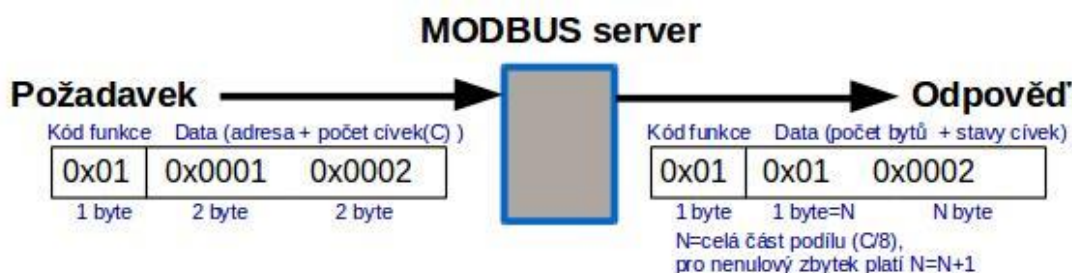 MODBUS server
Požadavek
Odpověď
Kód funkce Data (adresa + počet cívek(C) )
0x01 0x0001 0x0002
1 byte 2 byte 2 byte
Kód funkce Data (počet bytů + stavy cívek)
0x01 0x01 0x0002
1 byte 1 byte=N N byte
N=celá část podílu (C/8),
pro nenulový zbytek platí N=N+1